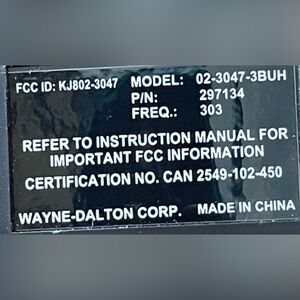 FCC ID: KJ802-3047 MODEL: 02-3047-3BUH
P/N: 297134
FREQ.: 303
REFER TO INSTRUCTION MANUAL FOR
IMPORTANT FCC INFORMATION
CERTIFICATION NO. CAN 2549-102-450
WAYNE-DALTON CORP. MADE IN CHINA